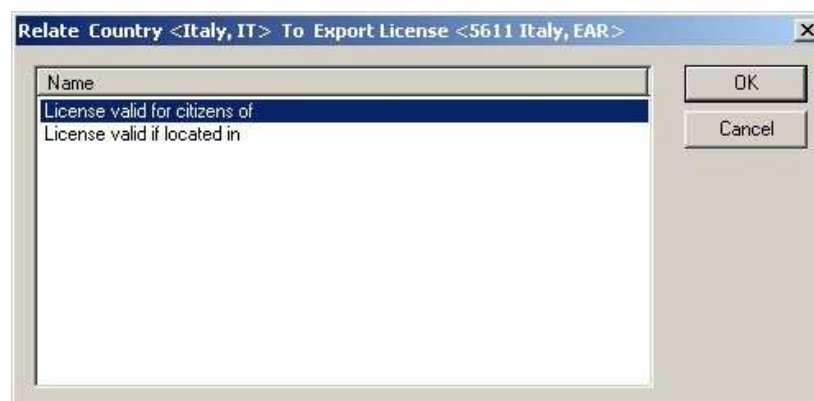 Relate Country <Italy, IT> To Export License <5611 Italy, EAR>
Name
License valid for citizens of
License valid if located in
OK
Cancel